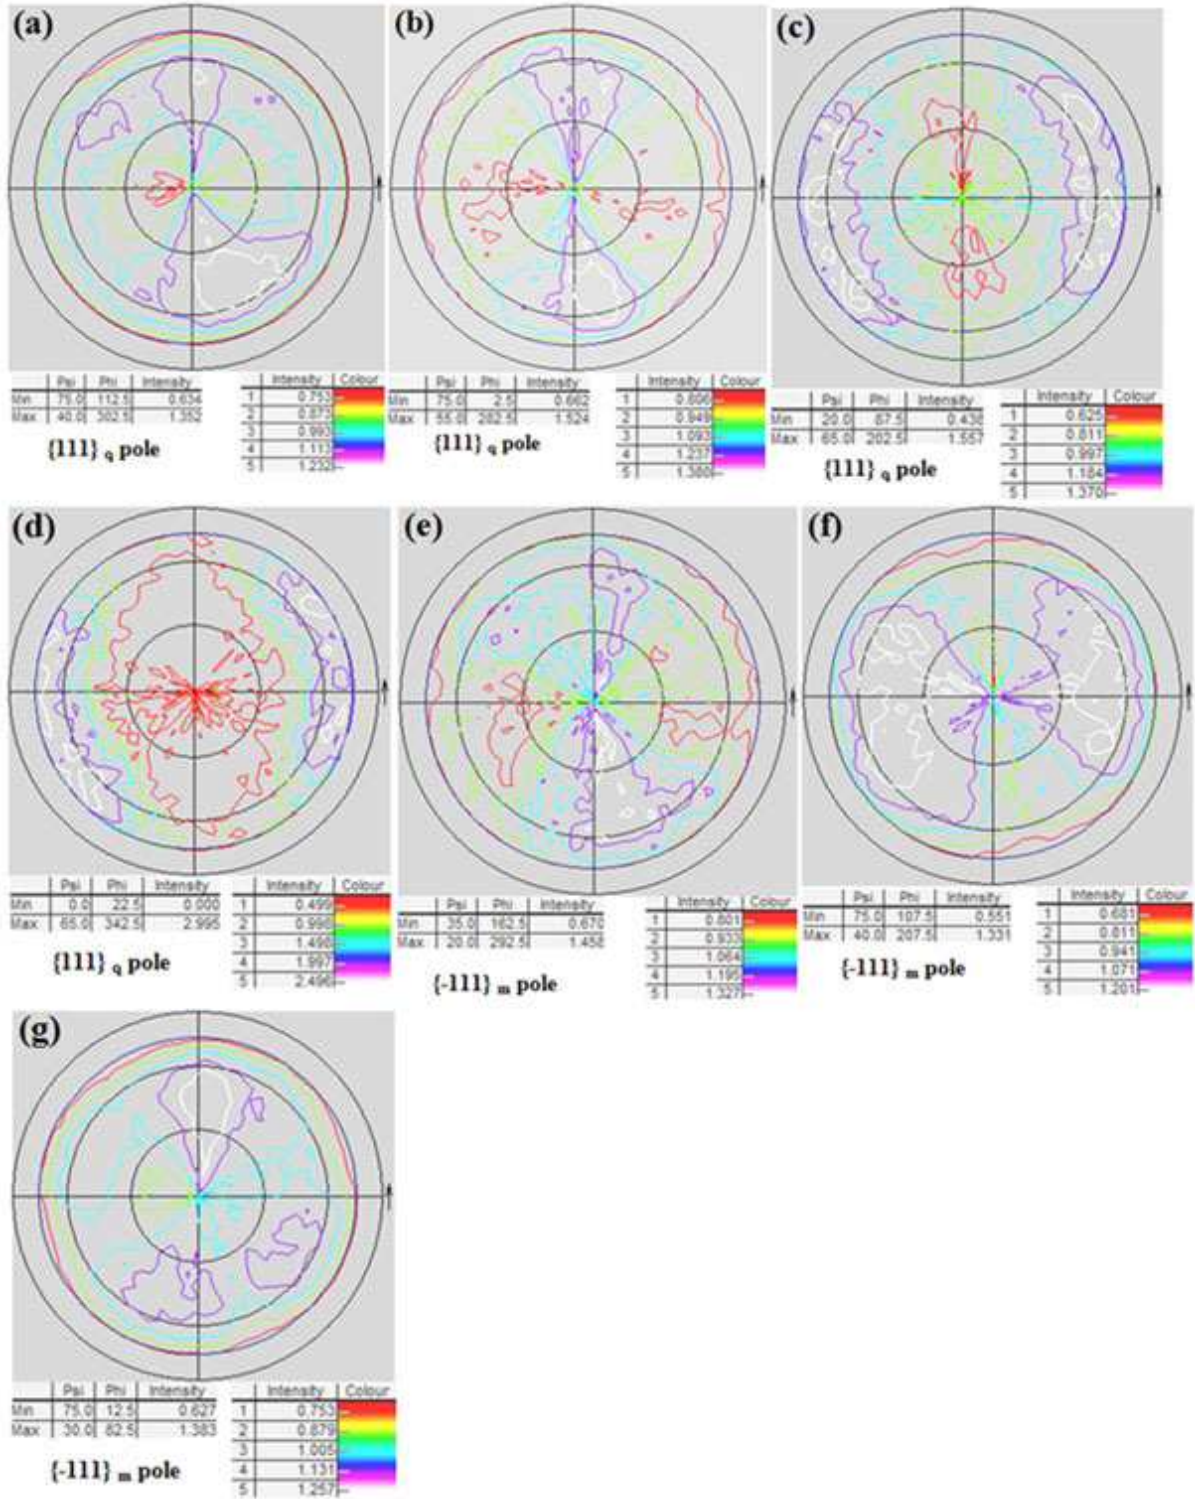 (a)
(b)
(c)
Psi Phi Intensity
Min 75.0 112.5 0.634
Max 40.0 302.5 1.352
Intensity Colour
1 0.753
2 0.873
3 0.993
4 1.113
5 1.232
{111} q pole
Psi Phi Intensity
Min 75.0 2.5 0.662
Max 55.0 282.5 1.524
Intensity Colour
1 0.806
2 0.949
3 1.093
4 1.237
5 1.380
{111} q pole
Psi Phi Intensity
Min 20.0 87.5 0.438
Max 65.0 202.5 1.557
Intensity Colour
1 0.625
2 0.811
3 0.997
4 1.184
5 1.370
{111} q pole
(d)
(e)
(f)
Psi Phi Intensity
Min 0.0 22.5 0.000
Max 65.0 342.5 2.995
Intensity Colour
1 0.499
2 0.998
3 1.498
4 1.997
5 2.496
{111} q pole
Psi Phi Intensity
Min 35.0 162.5 0.670
Max 20.0 292.5 1.458
Intensity Colour
1 0.801
2 0.933
3 1.064
4 1.195
5 1.327
{-111} m pole
Psi Phi Intensity
Min 75.0 107.5 0.551
Max 40.0 207.5 1.331
Intensity Colour
1 0.681
2 0.811
3 0.941
4 1.071
5 1.201
{-111} m pole
(g)
Psi Phi Intensity
Min 75.0 12.5 0.627
Max 30.0 82.5 1.383
Intensity Colour
1 0.753
2 0.879
3 1.005
4 1.131
5 1.257
{-111} m pole